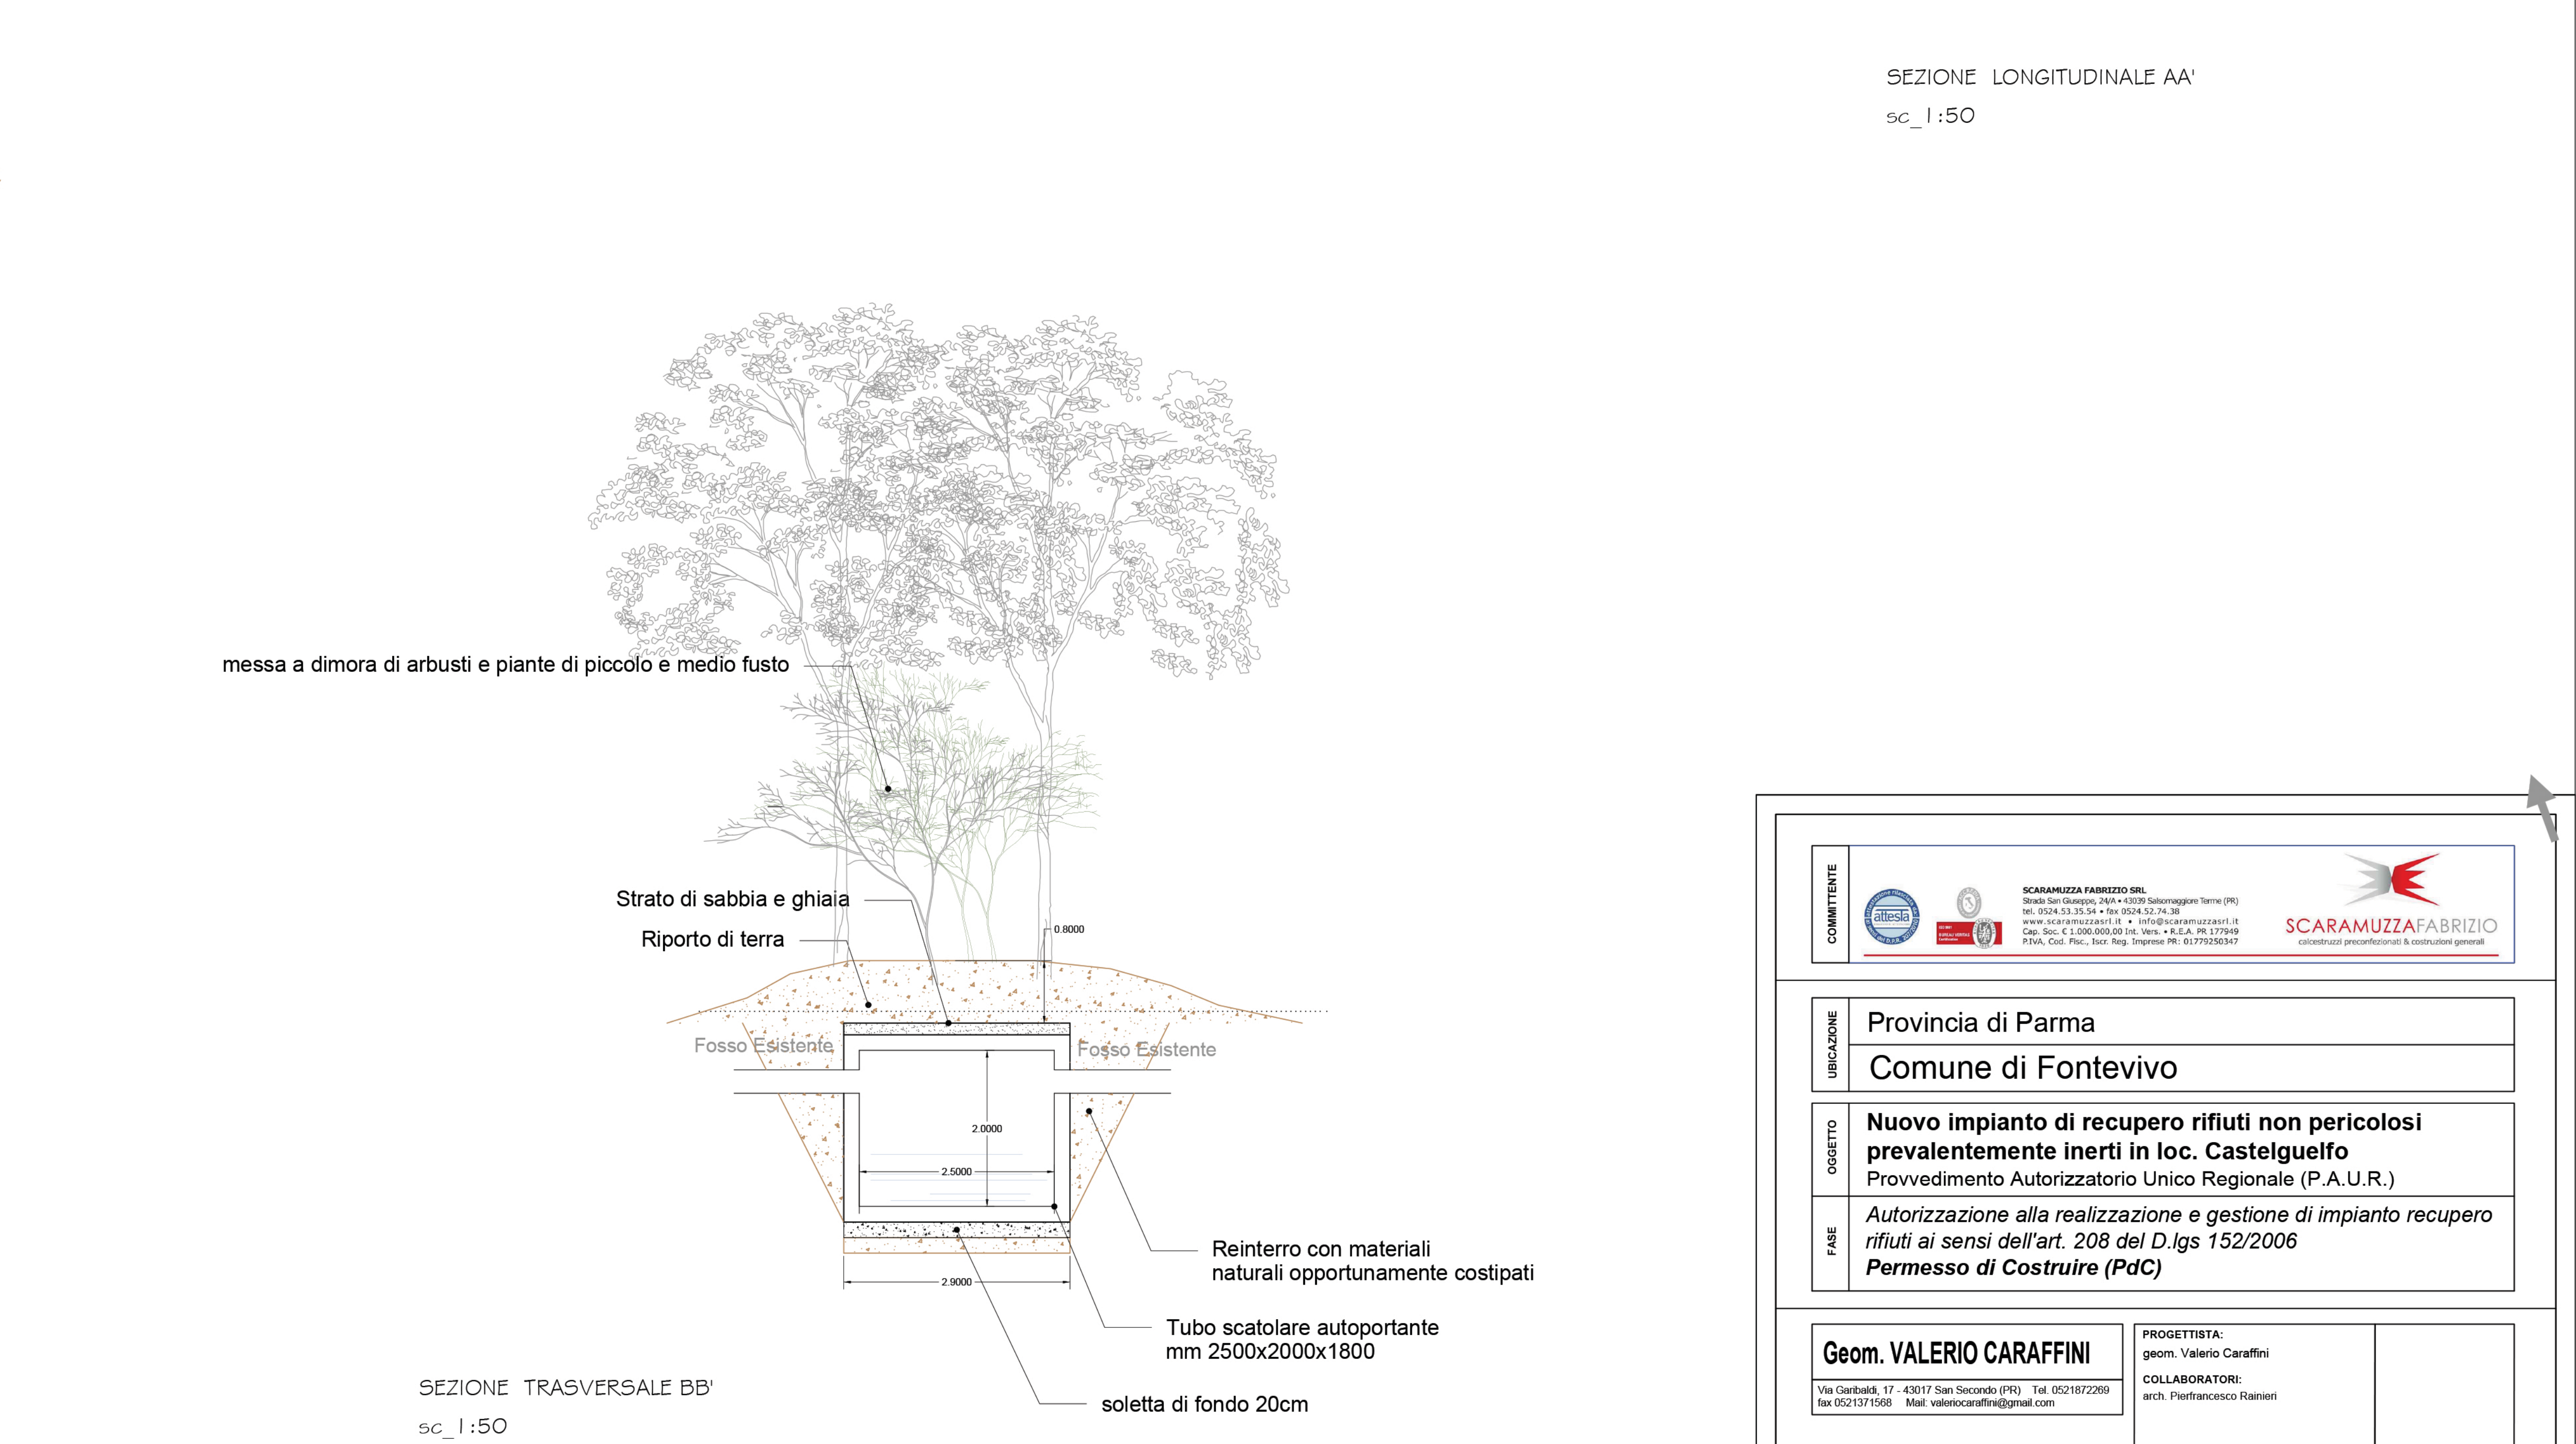 SEZIONE LONGITUDINALE AA'
sc_1:50
messa a dimora di arbusti e piante di piccolo e medio fusto
Strato di sabbia e ghiaia
Riporto di terra
0.8000
Fosso Esistente
Fosso Esistente
2.0000
2.5000
2.9000
Reinterro con materiali
naturali opportunamente costipati
Tubo scatolare autoportante
mm 2500x2000x1800
soletta di fondo 20cm
SEZIONE TRASVERSALE BB'
sc_1:50
COMMITTENTE
attesta
SCARAMUZZA FABRIZIO SRL
Strada San Giuseppe, 24/A • 43039 Salsomaggiore Terme (PR)
tel. 0524.53.35.54 • fax 0524.52.74.38
www.scaramuzzasrl.it • info@scaramuzzasrl.it
Cap. Soc. € 1.000.000,00 Int. Vers. • R.E.A. PR 177949
P.IVA, Cod. Fisc., Iscr. Reg. Imprese PR: 01779250347
SCARAMUZZAFABRIZIO
calcestruzzi preconfezionati & costruzioni generali
UBICAZIONE
Provincia di Parma
Comune di Fontevivo
OGGETTO
Nuovo impianto di recupero rifiuti non pericolosi
prevalentemente inerti in loc. Castelguelfo
Provvedimento Autorizzatorio Unico Regionale (P.A.U.R.)
FASE
Autorizzazione alla realizzazione e gestione di impianto recupero
rifiuti ai sensi dell'art. 208 del D.lgs 152/2006
Permesso di Costruire (PdC)
Geom. VALERIO CARAFFINI
Via Garibaldi, 17 - 43017 San Secondo (PR) Tel. 0521872269
fax 0521371568 Mail: valeriocaraffini@gmail.com
PROGETTISTA:
geom. Valerio Caraffini
COLLABORATORI:
arch. Pierfrancesco Rainieri